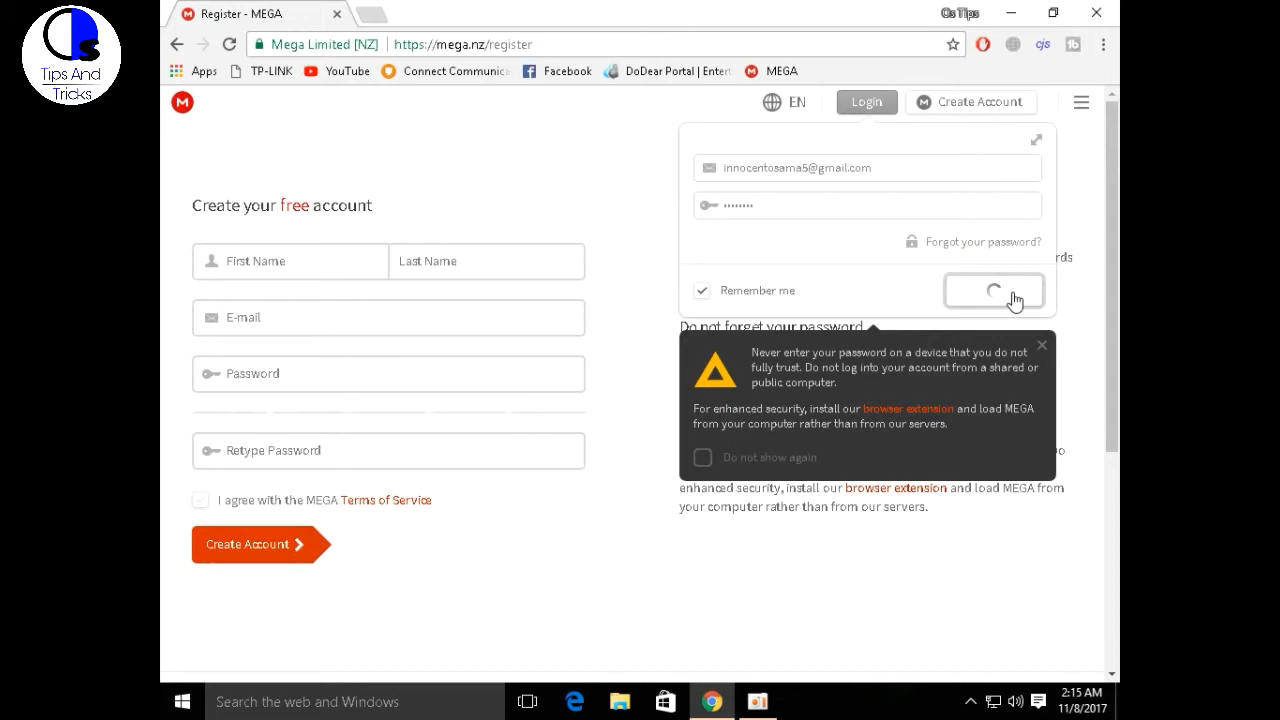 Register - MEGA
Os Tips
Mega Limited [NZ]
https://mega.nz/register
cjs
Apps
TP-LINK
YouTube
Connect Communica
Facebook
DoDear Portal | Entert
MEGA
Tips And
Tricks
EN
Login
Create Account
innocentosama5@gmail.com
••••••••
Forgot your password?
Remember me
Create your free account
First Name
Last Name
E-mail
Password
Retype Password
I agree with the MEGA Terms of Service
Create Account
rds
Do not forget your password
Never enter your password on a device that you do not
fully trust. Do not log into your account from a shared or
public computer.
For enhanced security, install our browser extension and load MEGA
from your computer rather than from our servers.
Do not show again
enhanced security, install our browser extension and load MEGA from
your computer rather than from our servers.
Search the web and Windows
2:15 AM
11/8/2017